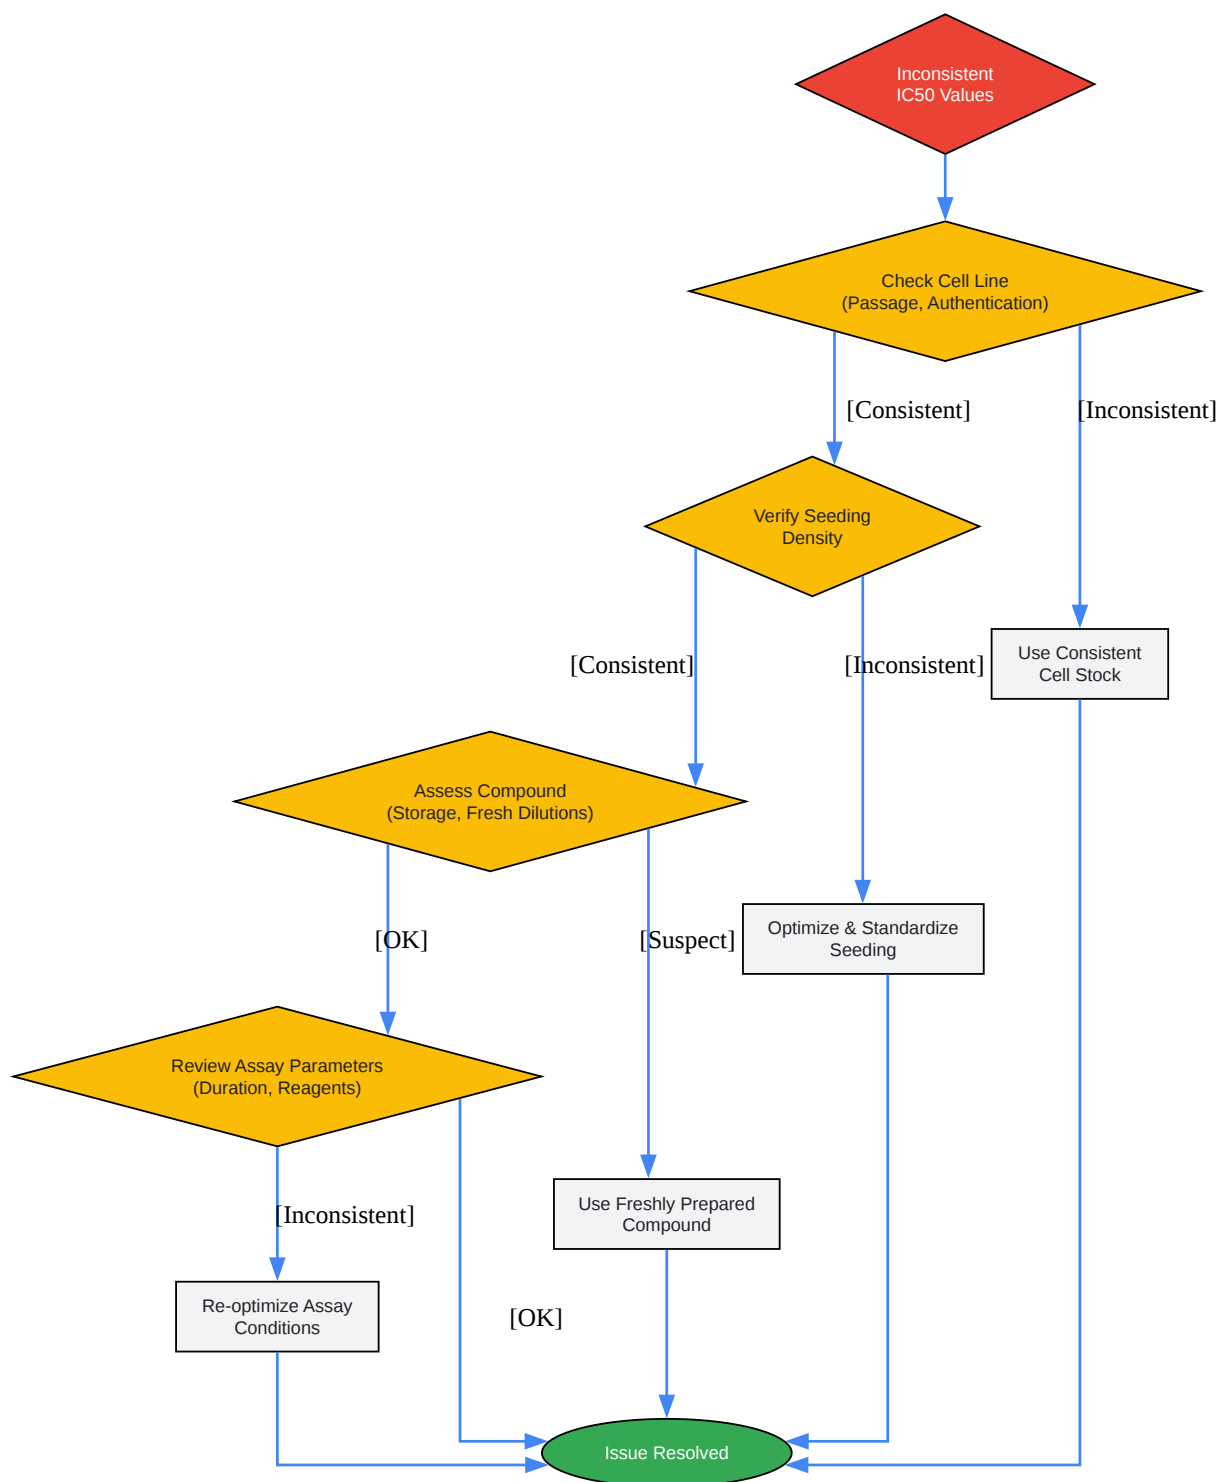 Inconsistent
IC50 Values
Check Cell Line
(Passage, Authentication)
[Consistent]
[Inconsistent]
Verify Seeding
Density
Use Consistent
Cell Stock
[Consistent]
[Inconsistent]
Assess Compound
(Storage, Fresh Dilutions)
Optimize & Standardize
Seeding
[OK]
[Suspect]
Review Assay Parameters
(Duration, Reagents)
Use Freshly Prepared
Compound
[Inconsistent]
Re-optimize Assay
Conditions
[OK]
Issue Resolved